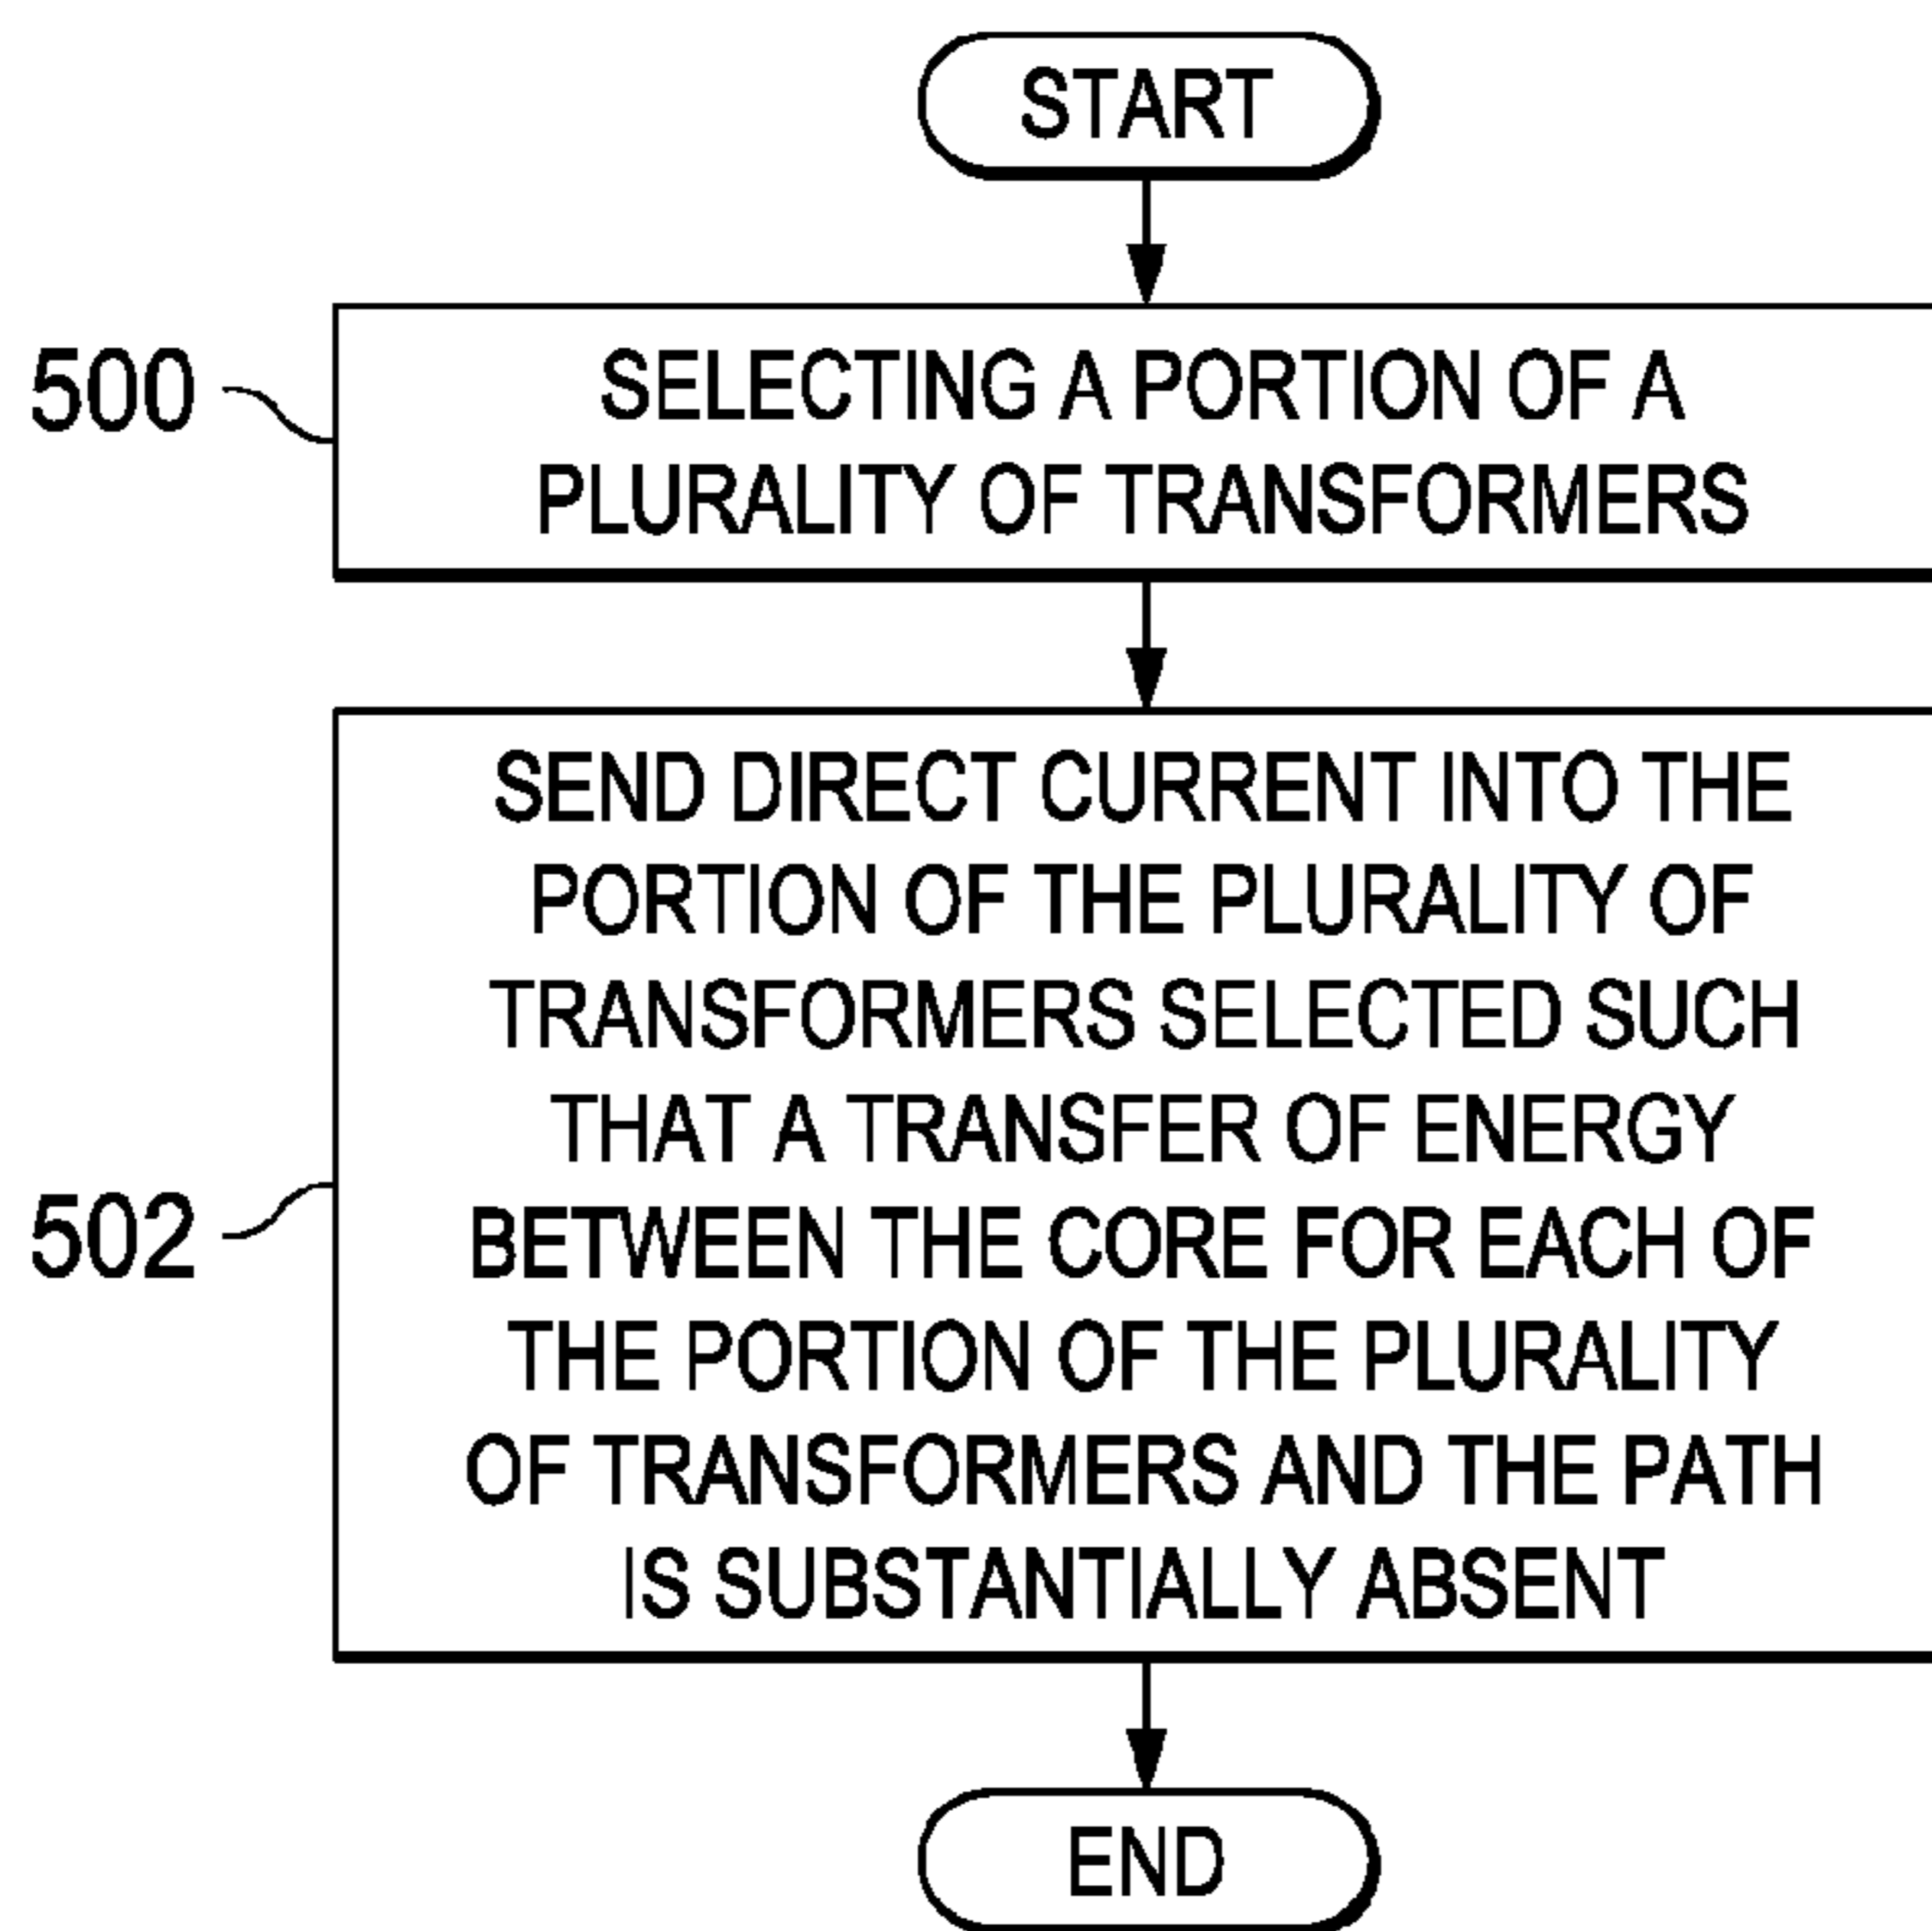 START
500
SELECTING A PORTION OF A
PLURALITY OF TRANSFORMERS
SEND DIRECT CURRENT INTO THE
PORTION OF THE PLURALITY OF
TRANSFORMERS SELECTED SUCH
THAT A TRANSFER OF ENERGY
502
BETWEEN THE CORE FOR EACH OF
THE PORTION OF THE PLURALITY
OF TRANSFORMERS AND THE PATH
IS SUBSTANTIALLY ABSENT
END